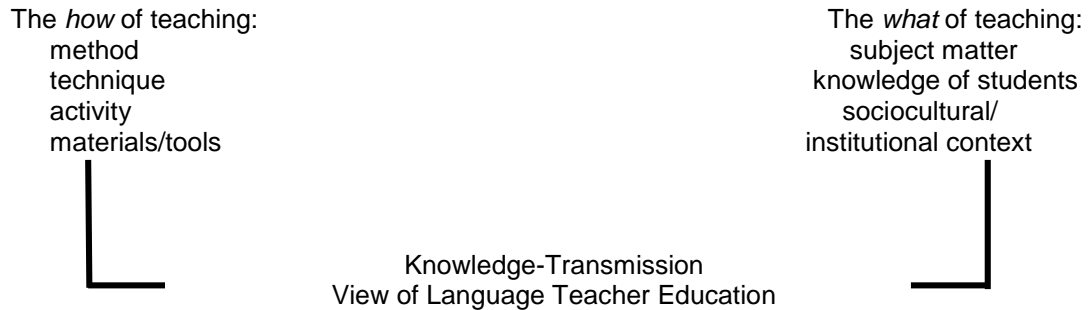 The how of teaching:
method
technique
activity
materials/tools
The what of teaching:
subject matter
knowledge of students
sociocultural/
institutional context
Knowledge-Transmission
View of Language Teacher Education